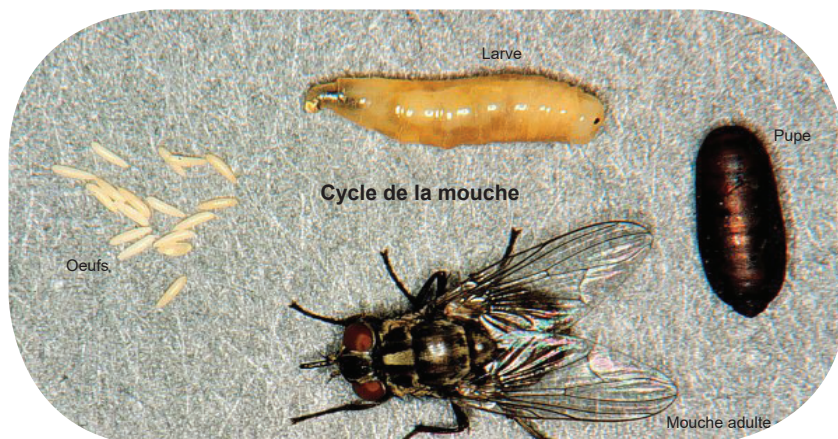 Larve
Pupe
Cycle de la mouche
Oeufs
Mouche adulte